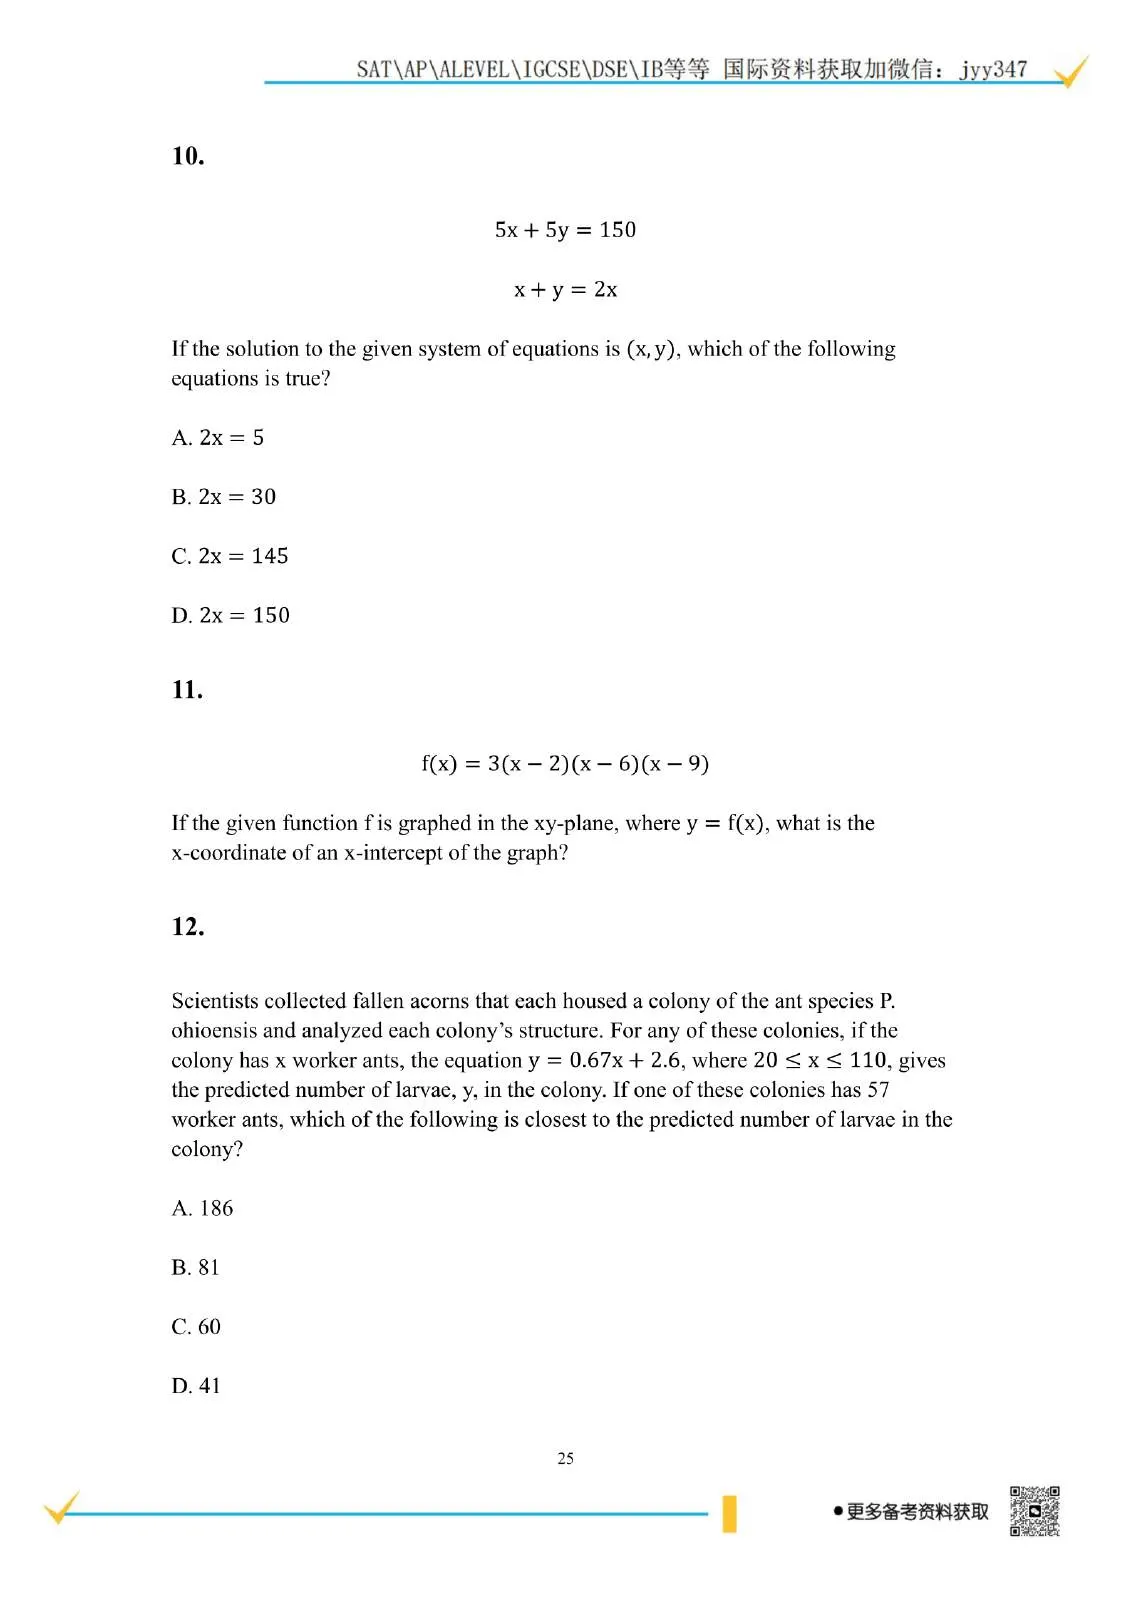 SAT\AP\ALEVEL\IGCSE\DSE\IB等等 国际资料获取加微信：jyy347
10.
5x + 5y = 150
x + y = 2x
If the solution to the given system of equations is (x, y), which of the following
equations is true?
A. 2x = 5
B. 2x = 30
C. 2x = 145
D. 2x = 150
11.
f(x) = 3(x − 2)(x − 6)(x − 9)
If the given function f is graphed in the xy-plane, where y = f(x), what is the
x-coordinate of an x-intercept of the graph?
12.
Scientists collected fallen acorns that each housed a colony of the ant species P.
ohioensis and analyzed each colony’s structure. For any of these colonies, if the
colony has x worker ants, the equation y = 0.67x + 2.6, where 20 ≤ x ≤ 110, gives
the predicted number of larvae, y, in the colony. If one of these colonies has 57
worker ants, which of the following is closest to the predicted number of larvae in the
colony?
A. 186
B. 81
C. 60
D. 41
25
●更多备考资料获取